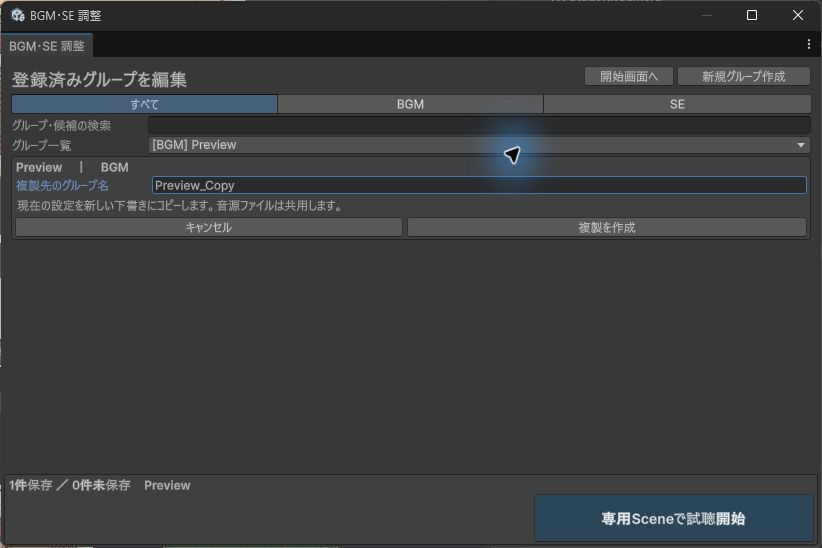 BGM･SE 調整
BGM･SE 調整
登録済みグループを編集
開始画面へ
新規グループ作成
すべて
BGM
SE
グループ･候補の検索
グループ一覧
[BGM] Preview
Preview | BGM
複製先のグループ名
Preview_Copy
現在の設定を新しい下書きにコピーします。音源ファイルは共用します。
キャンセル
複製を作成
1件保存 ／ 0件未保存 Preview
専用Sceneで試聴開始